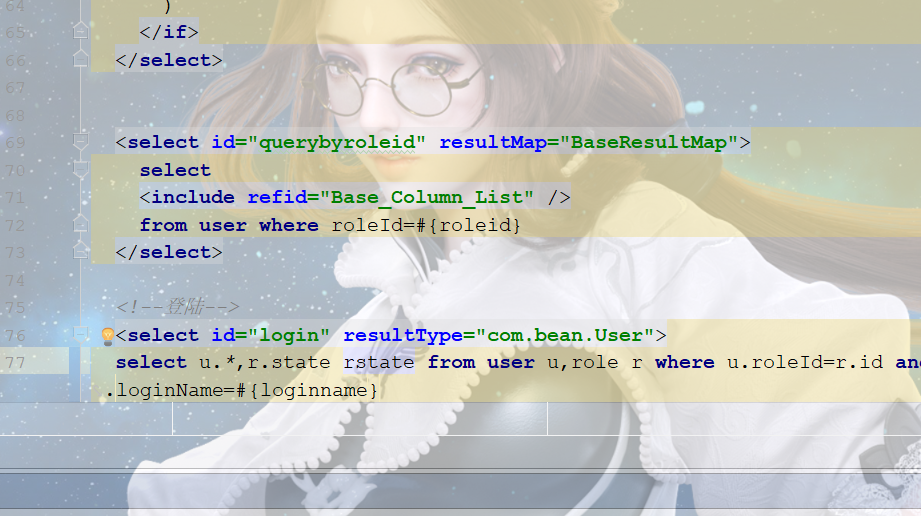 64 )
65 </if>
66 </select>
67
68
69 <select id="querybyroleid" resultMap="BaseResultMap">
70 select
71 <include refid="Base_Column_List" />
72 from user where roleId=#{roleid}
73 </select>
74
75 <!--登陆-->
76 <select id="login" resultType="com.bean.User">
77 select u.*,r.state rstate from user u,role r where u.roleId=r.id an
.loginName=#{loginname}